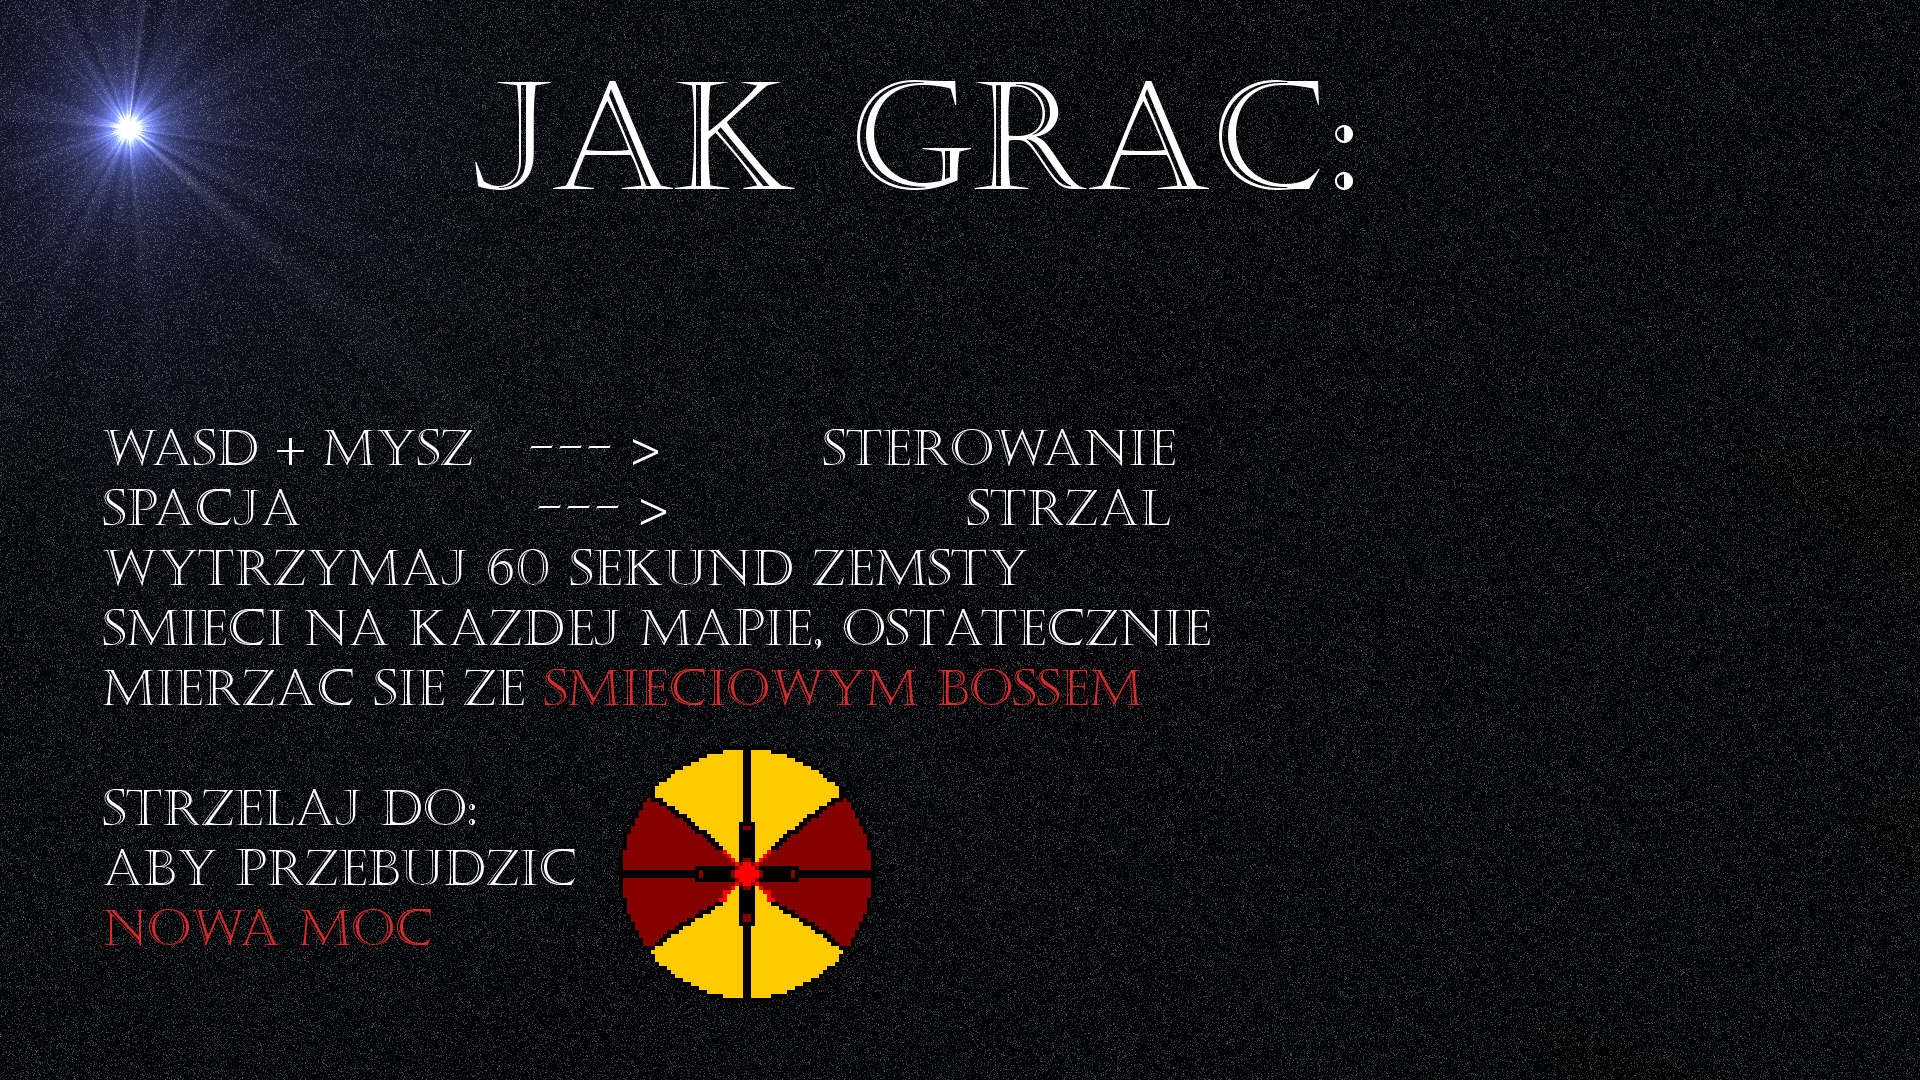 JAK GRAC:
WASD + MYSZ --- > STEROWANIE
SPACJA --- > STRZAL
WYTRZYMAJ 60 SEKUND ZEMSTY
SMIECI NA KAZDEJ MAPIE, OSTATECZNIE
MIERZAC SIE ZE SMIECIOWYM BOSSEM
STRZELAJ DO:
ABY PRZEBUDZIC
NOWA MOC